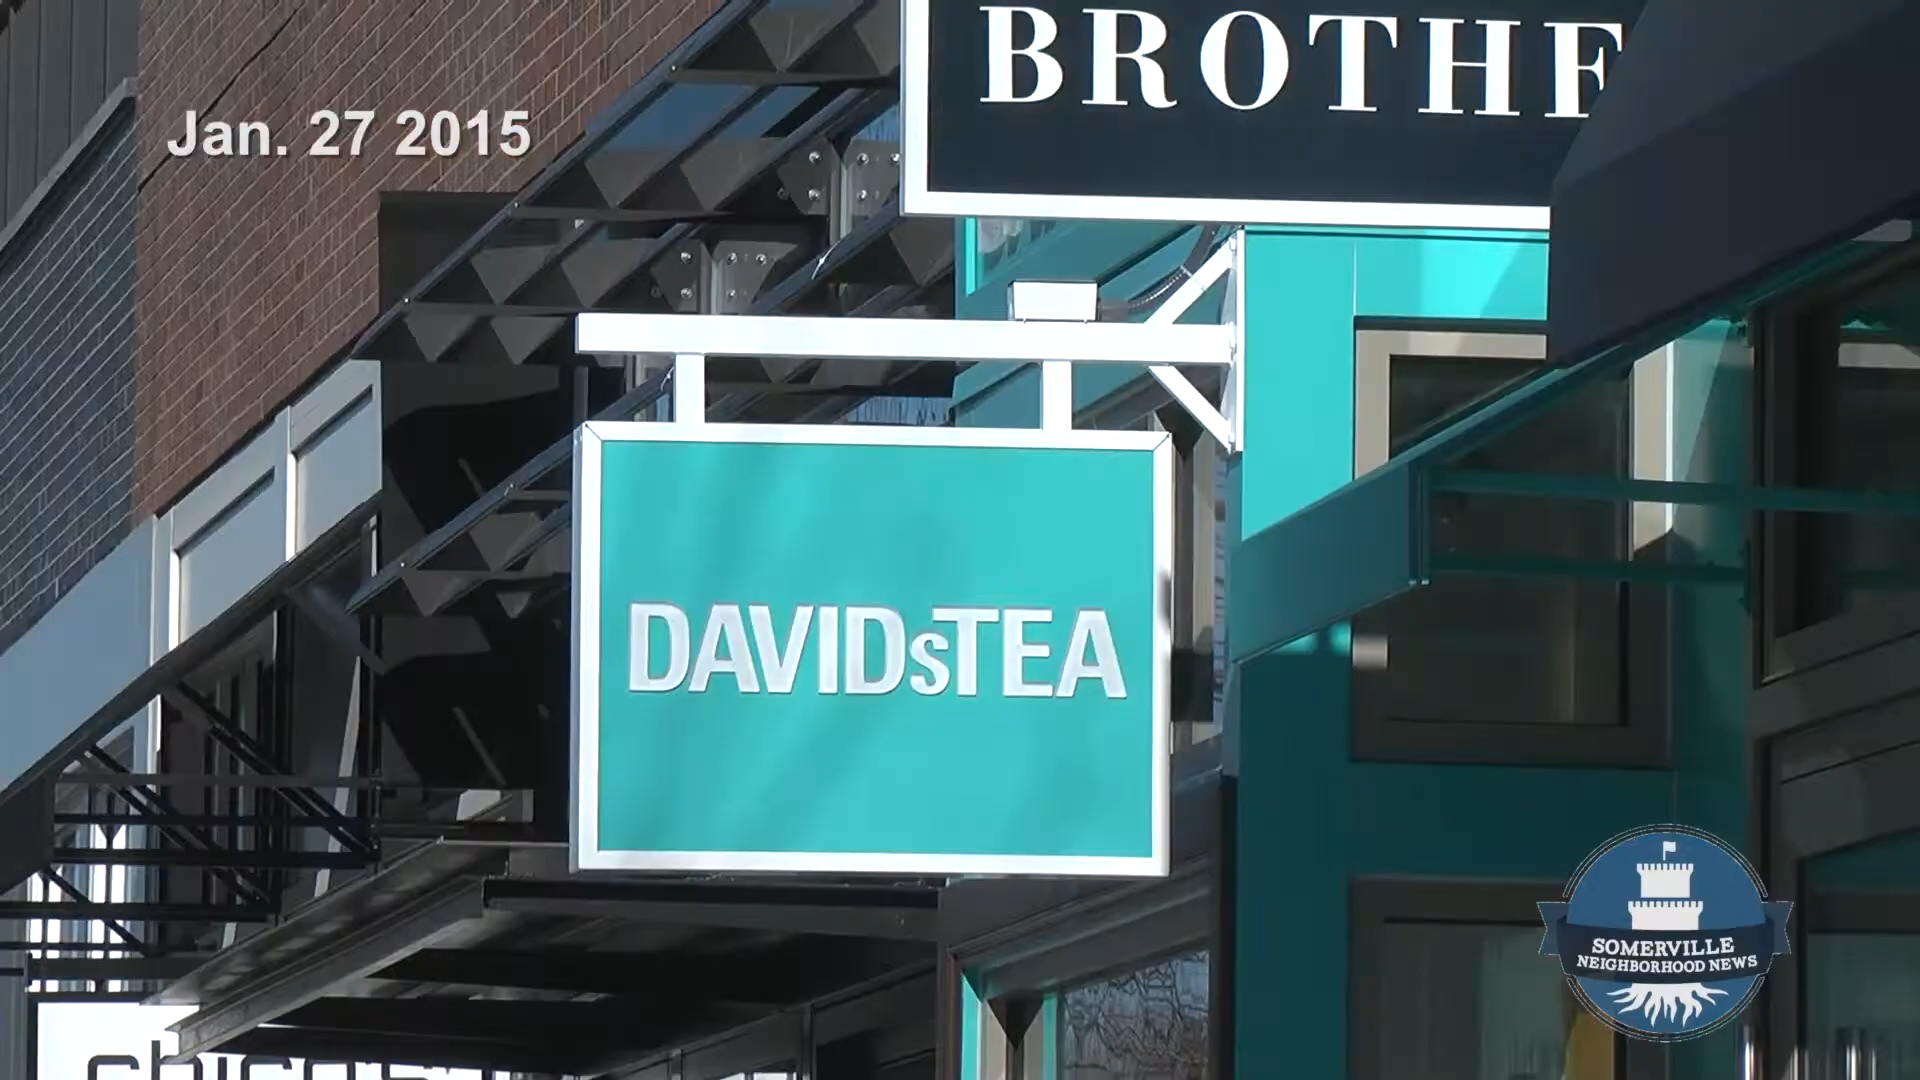 BROTHE
Jan. 27 2015
DAVIDsTEA
SOMERVILLE
NEIGHBORHOOD NEWS